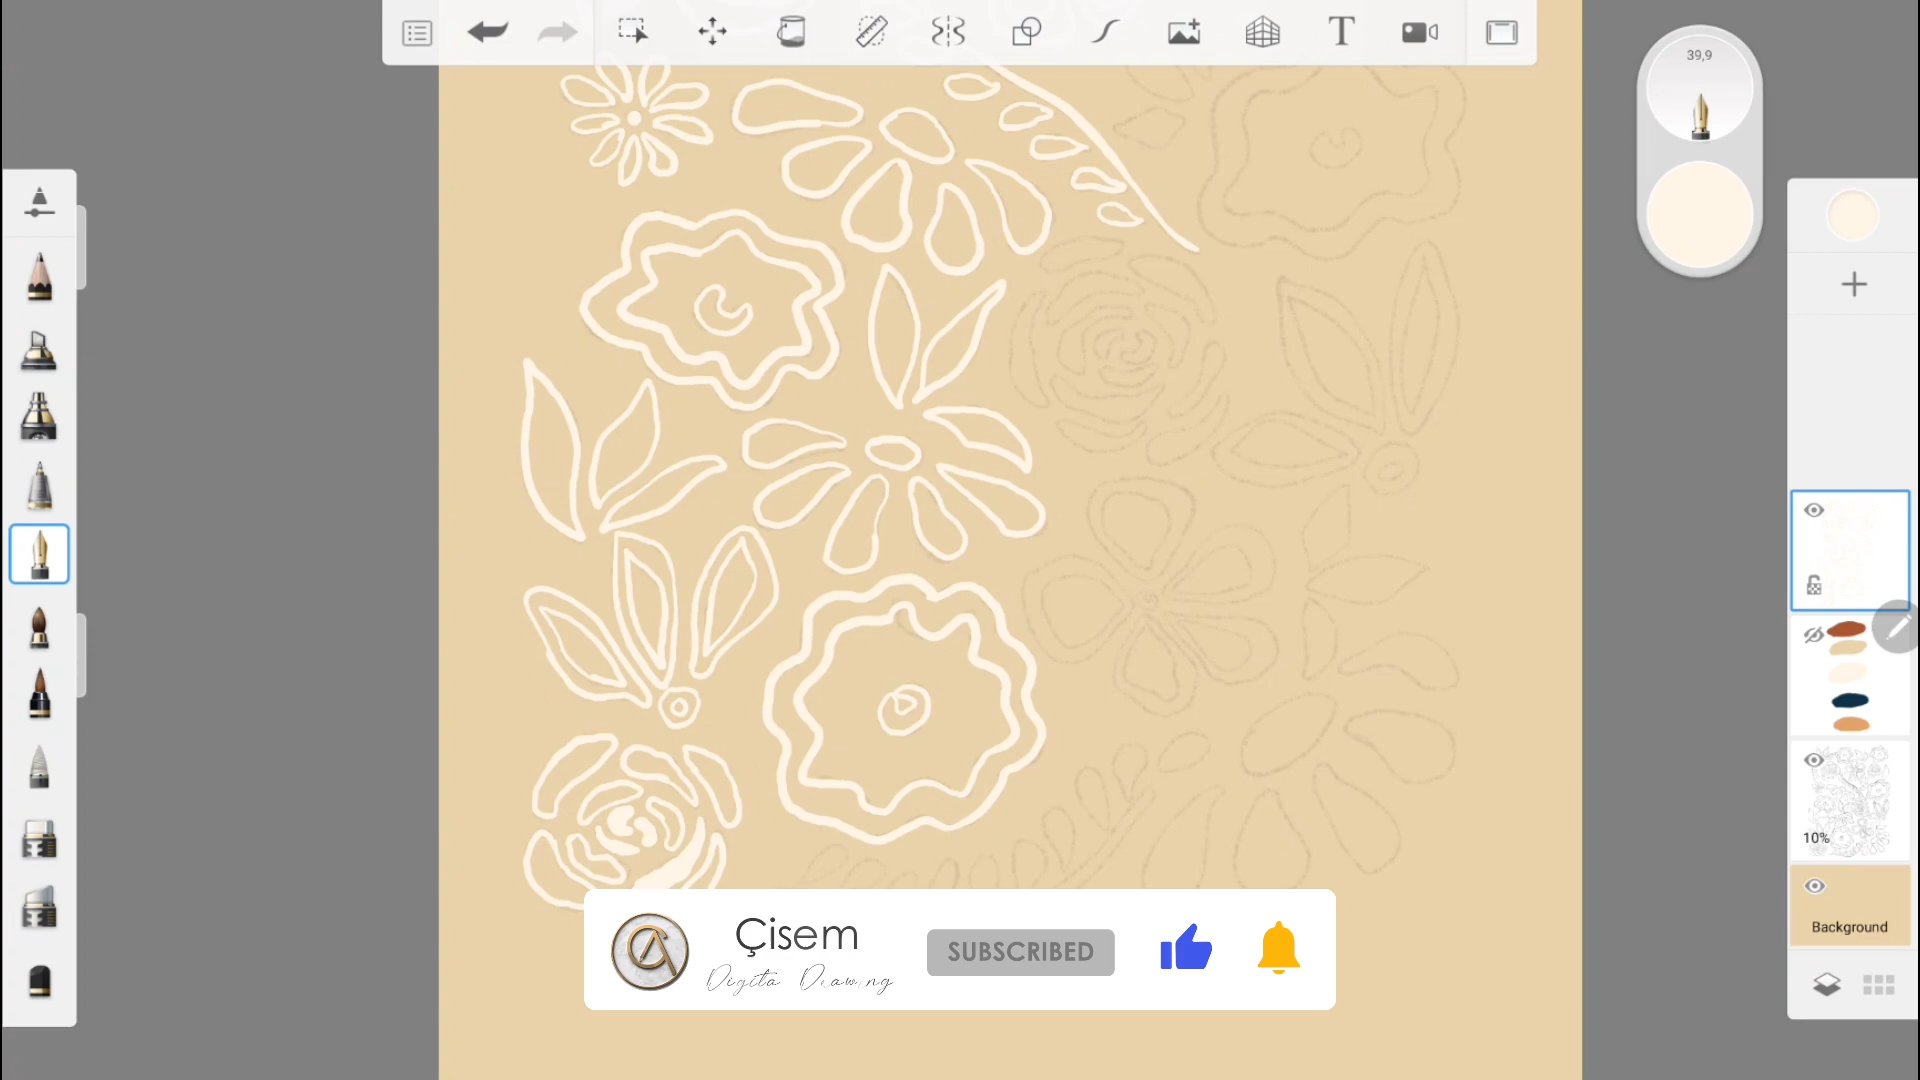 39,9
10%
Background
Çisem
Digital Drawing
SUBSCRIBED